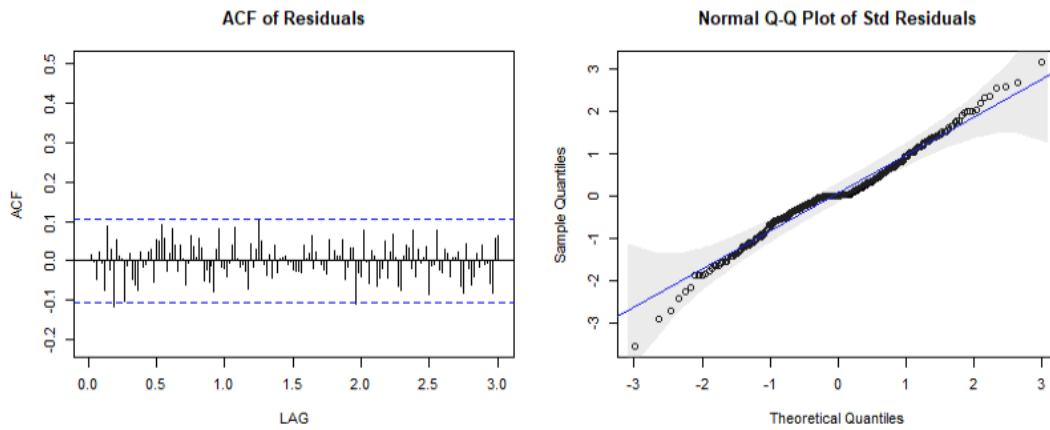 ACF of Residuals
ACF
0.5
0.4
0.3
0.2
0.1
0.0
-0.1
-0.2
0.0 0.5 1.0 1.5 2.0 2.5 3.0
LAG
Normal Q-Q Plot of Std Residuals
Sample Quantiles
3
2
1
0
-1
-2
-3
-3 -2 -1 0 1 2 3
Theoretical Quantiles